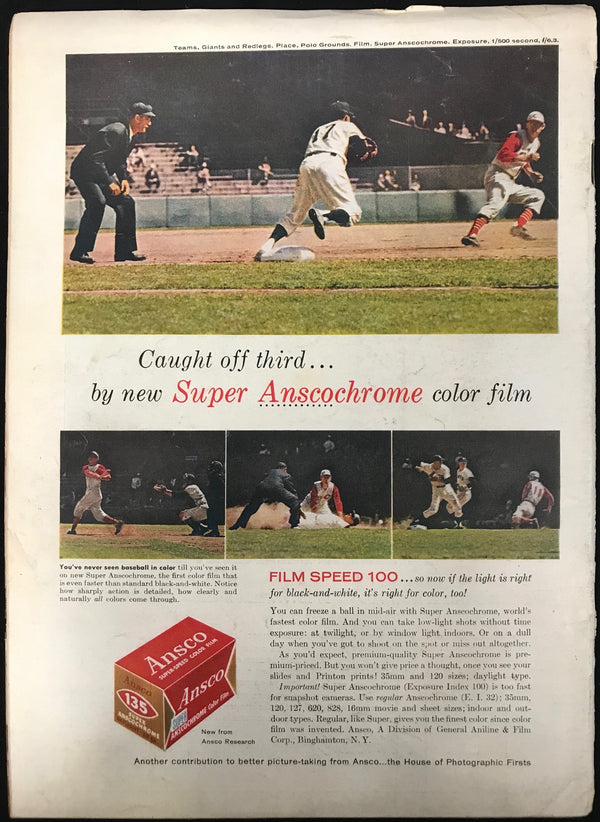 Teams, Giants and Redlegs. Place, Polo Grounds. Film, Super Anscochrome. Exposure, 1/500 second, f/6.3.
Caught off third...
by new Super Anscochrome color film
You've never seen baseball in color till you've seen it
on new Super Anscochrome, the first color film that
is even faster than standard black-and-white. Notice
how sharply action is detailed, how clearly and
naturally all colors come through.
FILM SPEED 100...so now if the light is right
for black-and-white, it's right for color, too!
You can freeze a ball in mid-air with Super Anscochrome, world's
fastest color film. And you can take low-light shots without time
exposure: at twilight, or by window light indoors. Or on a dull
day when you've got to shoot on the spot or miss out altogether.
As you'd expect, premium-quality Super Anscochrome is pre-
mium-priced. But you won't give price a thought, once you see your
slides and Printon prints! 35mm and 120 sizes; daylight type.
Important! Super Anscochrome (Exposure Index 100) is too fast
for snapshot cameras. Use regular Anscochrome (E. I. 32); 35mm,
120, 127, 620, 828, 16mm movie and sheet sizes; indoor and out-
door types. Regular, like Super, gives you the finest color since color
film was invented. Ansco, A Division of General Aniline & Film
Corp., Binghamton, N. Y.
Ansco
SUPER-SPEED COLOR FILM
Ansco
135
SUPER
ANSCOCHROME
Ansco
SUPER
ANSCOCHROME Color Film
New from
Ansco Research
Another contribution to better picture-taking from Ansco...the House of Photographic Firsts